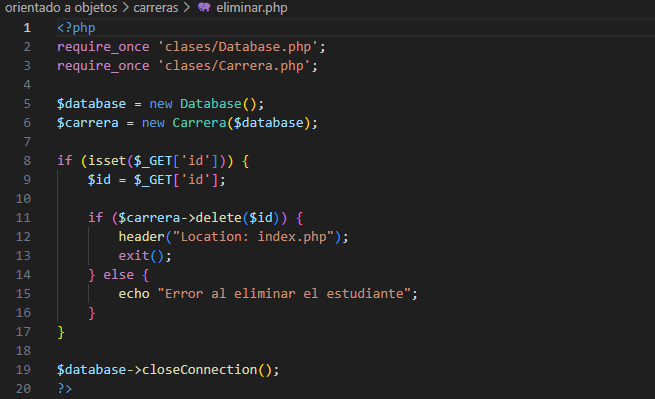 orientado a objetos > carreras > eliminar.php
1 <?php
2 require_once 'clases/Database.php';
3 require_once 'clases/Carrera.php';
4
5 $database = new Database();
6 $carrera = new Carrera($database);
7
8 if (isset($_GET['id'])) {
9     $id = $_GET['id'];
10
11     if ($carrera->delete($id)) {
12         header("Location: index.php");
13         exit();
14     } else {
15         echo "Error al eliminar el estudiante";
16     }
17 }
18
19 $database->closeConnection();
20 ?>